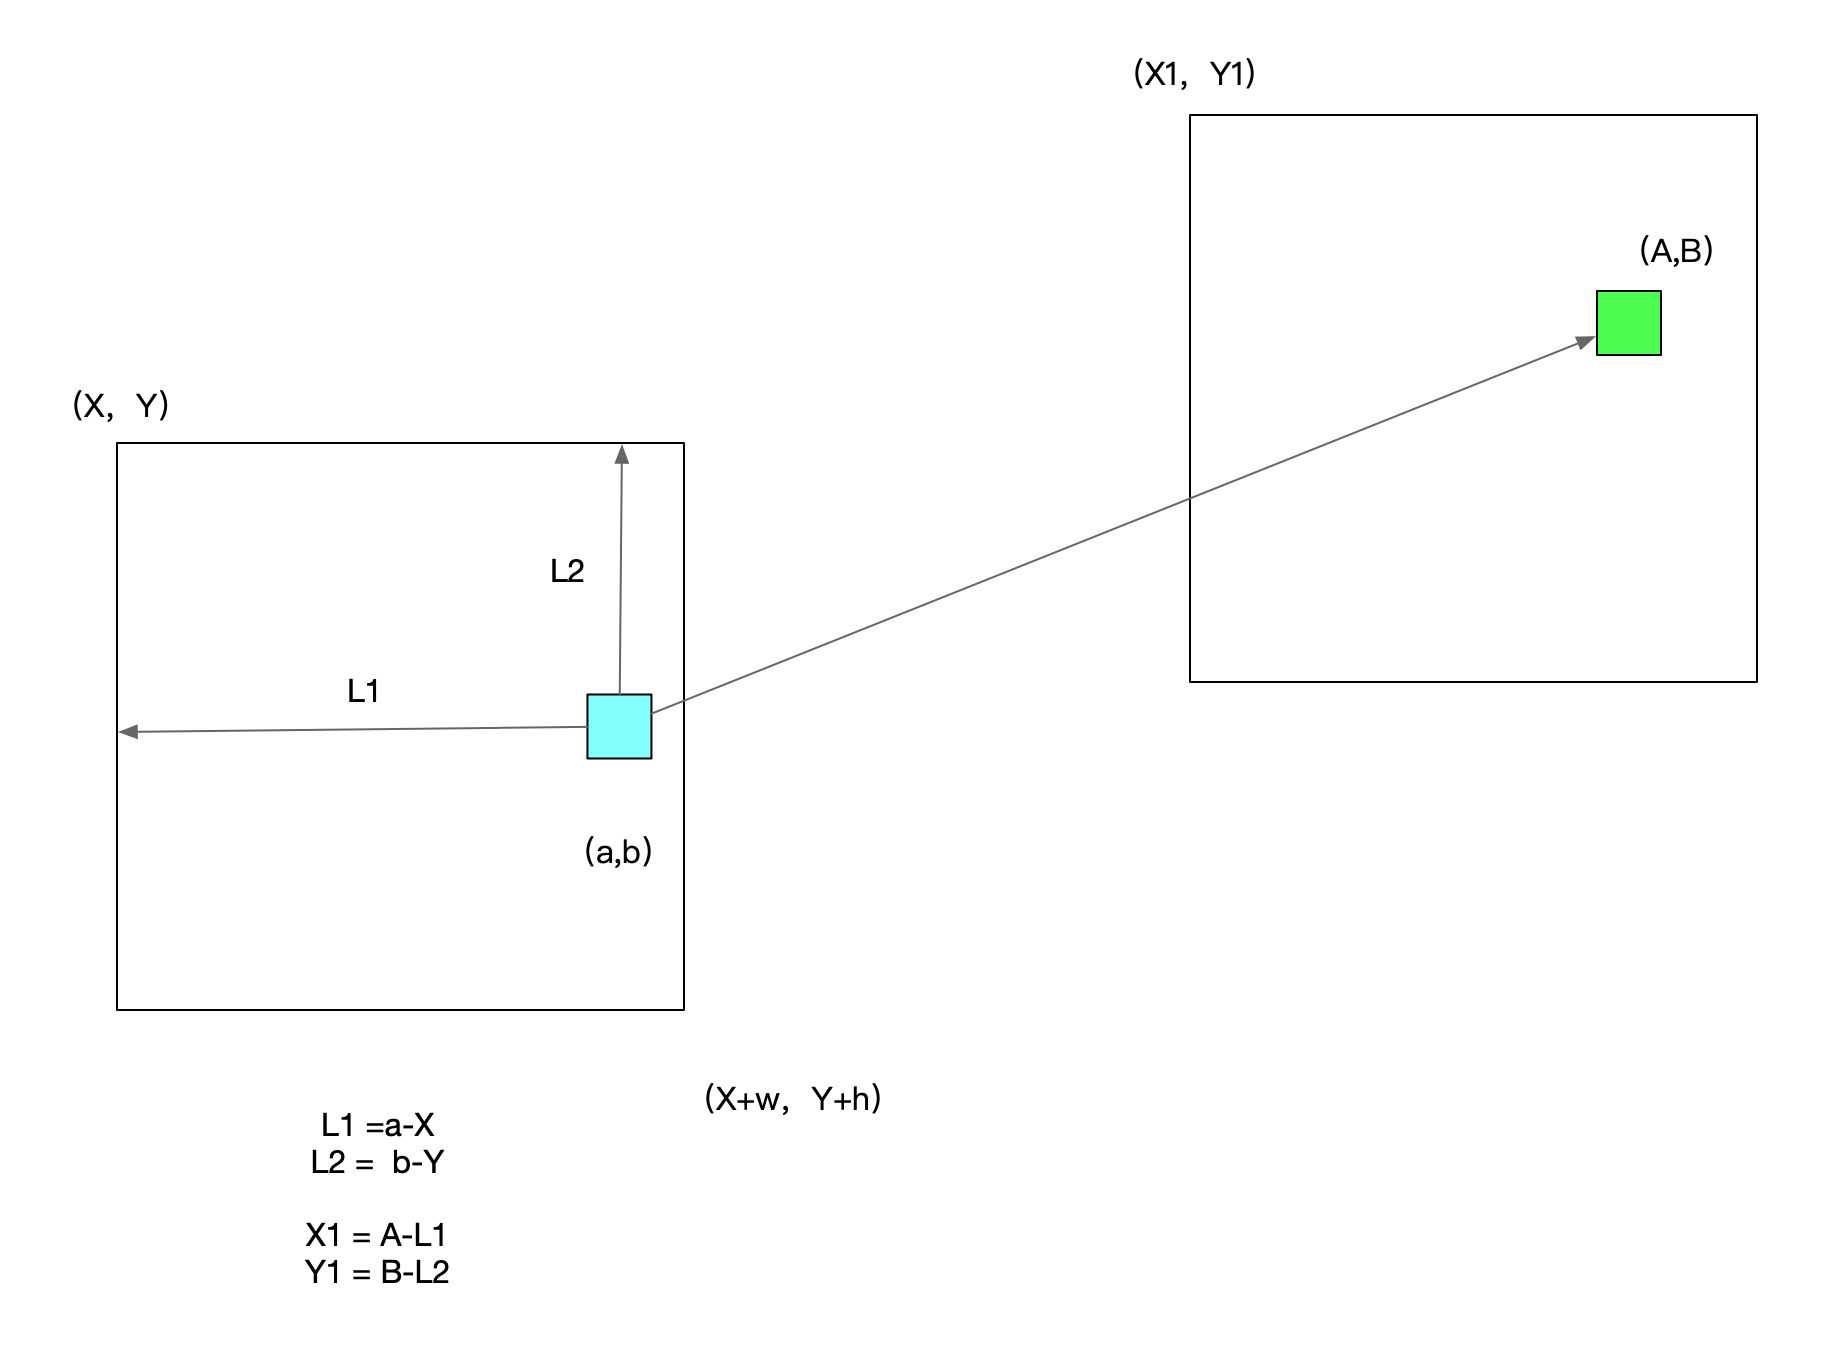 (X1, Y1)
(A,B)
(X, Y)
L2
L1
(a,b)
(X+w, Y+h)
L1 =a-X
L2 = b-Y
X1 = A-L1
Y1 = B-L2